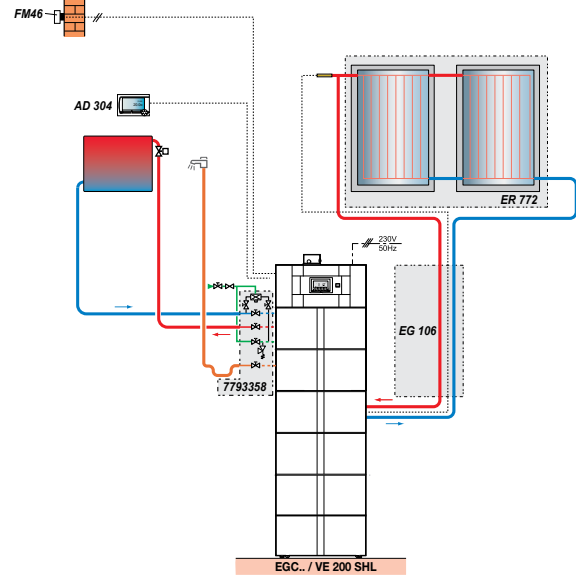 FM46
AD 304
ER 772
230V
50Hz
EG 106
7793358
EGC.. / VE 200 SHL